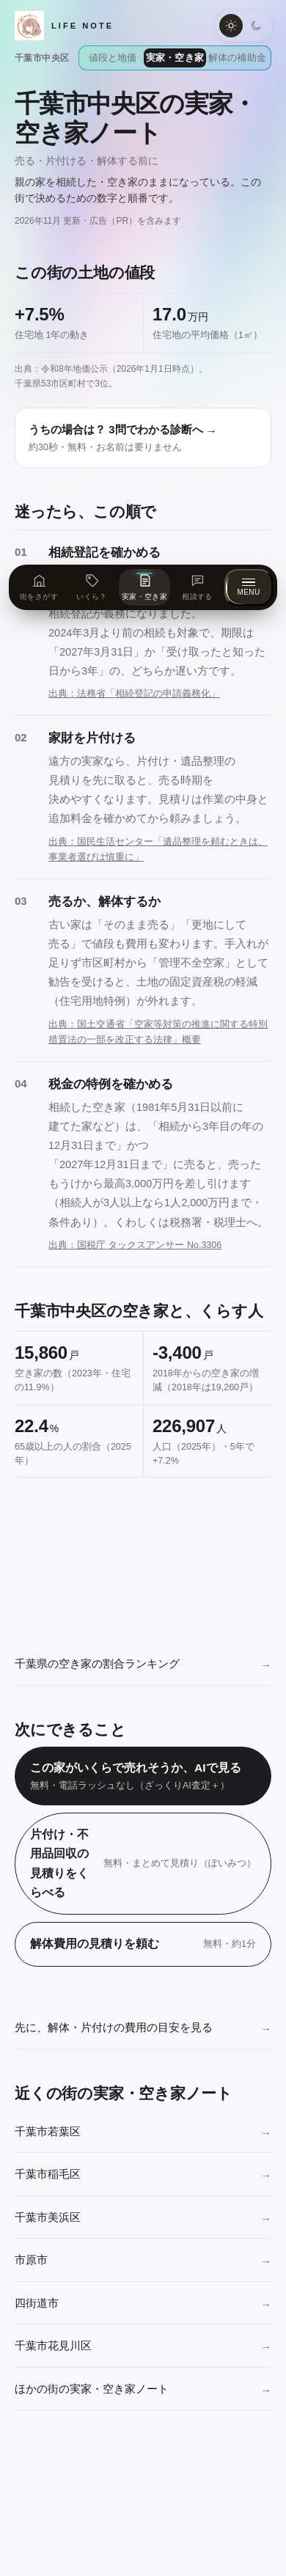 LIFE NOTE
千葉市中央区
値段と地価
実家・空き家
解体の補助金
千葉市中央区の実家・
空き家ノート
売る・片付ける・解体する前に
親の家を相続した・空き家のままになっている。この
街で決めるための数字と順番です。
2026年11月 更新・広告（PR）を含みます
この街の土地の値段
+7.5%
住宅地 1年の動き
17.0万円
住宅地の平均価格（1㎡）
出典：令和8年地価公示（2026年1月1日時点）。
千葉県53市区町村で3位。
うちの場合は？ 3問でわかる診断へ →
約30秒・無料・お名前は要りません
迷ったら、この順で
01
相続登記を確かめる
街をさがす
いくら？
実家・空き家
相談する
MENU
相続登記が義務になりました。
2024年3月より前の相続も対象で、期限は
「2027年3月31日」か「受け取ったと知った
日から3年」の、どちらか遅い方です。
出典：法務省「相続登記の申請義務化」
02
家財を片付ける
遠方の実家なら、片付け・遺品整理の
見積りを先に取ると、売る時期を
決めやすくなります。見積りは作業の中身と
追加料金を確かめてから頼みましょう。
出典：国民生活センター「遺品整理を頼むときは、
事業者選びは慎重に」
03
売るか、解体するか
古い家は「そのまま売る」「更地にして
売る」で値段も費用も変わります。手入れが
足りず市区町村から「管理不全空家」として
勧告を受けると、土地の固定資産税の軽減
（住宅用地特例）が外れます。
出典：国土交通省「空家等対策の推進に関する特別
措置法の一部を改正する法律」概要
04
税金の特例を確かめる
相続した空き家（1981年5月31日以前に
建てた家など）は、「相続から3年目の年の
12月31日まで」かつ
「2027年12月31日まで」に売ると、売った
もうけから最高3,000万円を差し引けます
（相続人が3人以上なら1人2,000万円まで・
条件あり）。くわしくは税務署・税理士へ。
出典：国税庁 タックスアンサー No.3306
千葉市中央区の空き家と、くらす人
15,860戸
空き家の数（2023年・住宅
の11.9%）
-3,400戸
2018年からの空き家の増
減（2018年は19,260戸）
22.4%
65歳以上の人の割合（2025
年）
226,907人
人口（2025年）・5年で
+7.2%
千葉県の空き家の割合ランキング →
次にできること
この家がいくらで売れそうか、AIで見る
無料・電話ラッシュなし（ざっくりAI査定＋）
片付け・不
用品回収の
見積りをく
らべる
無料・まとめて見積り（ぽいみつ）
解体費用の見積りを頼む
無料・約1分
先に、解体・片付けの費用の目安を見る →
近くの街の実家・空き家ノート
千葉市若葉区 →
千葉市稲毛区 →
千葉市美浜区 →
市原市 →
四街道市 →
千葉市花見川区 →
ほかの街の実家・空き家ノート →